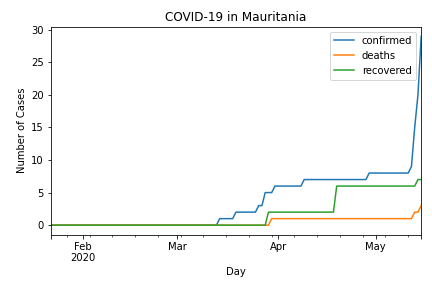 COVID-19 in Mauritania
confirmed
deaths
recovered
Number of Cases
30
25
20
15
10
5
0
Feb Mar Apr May
2020
Day